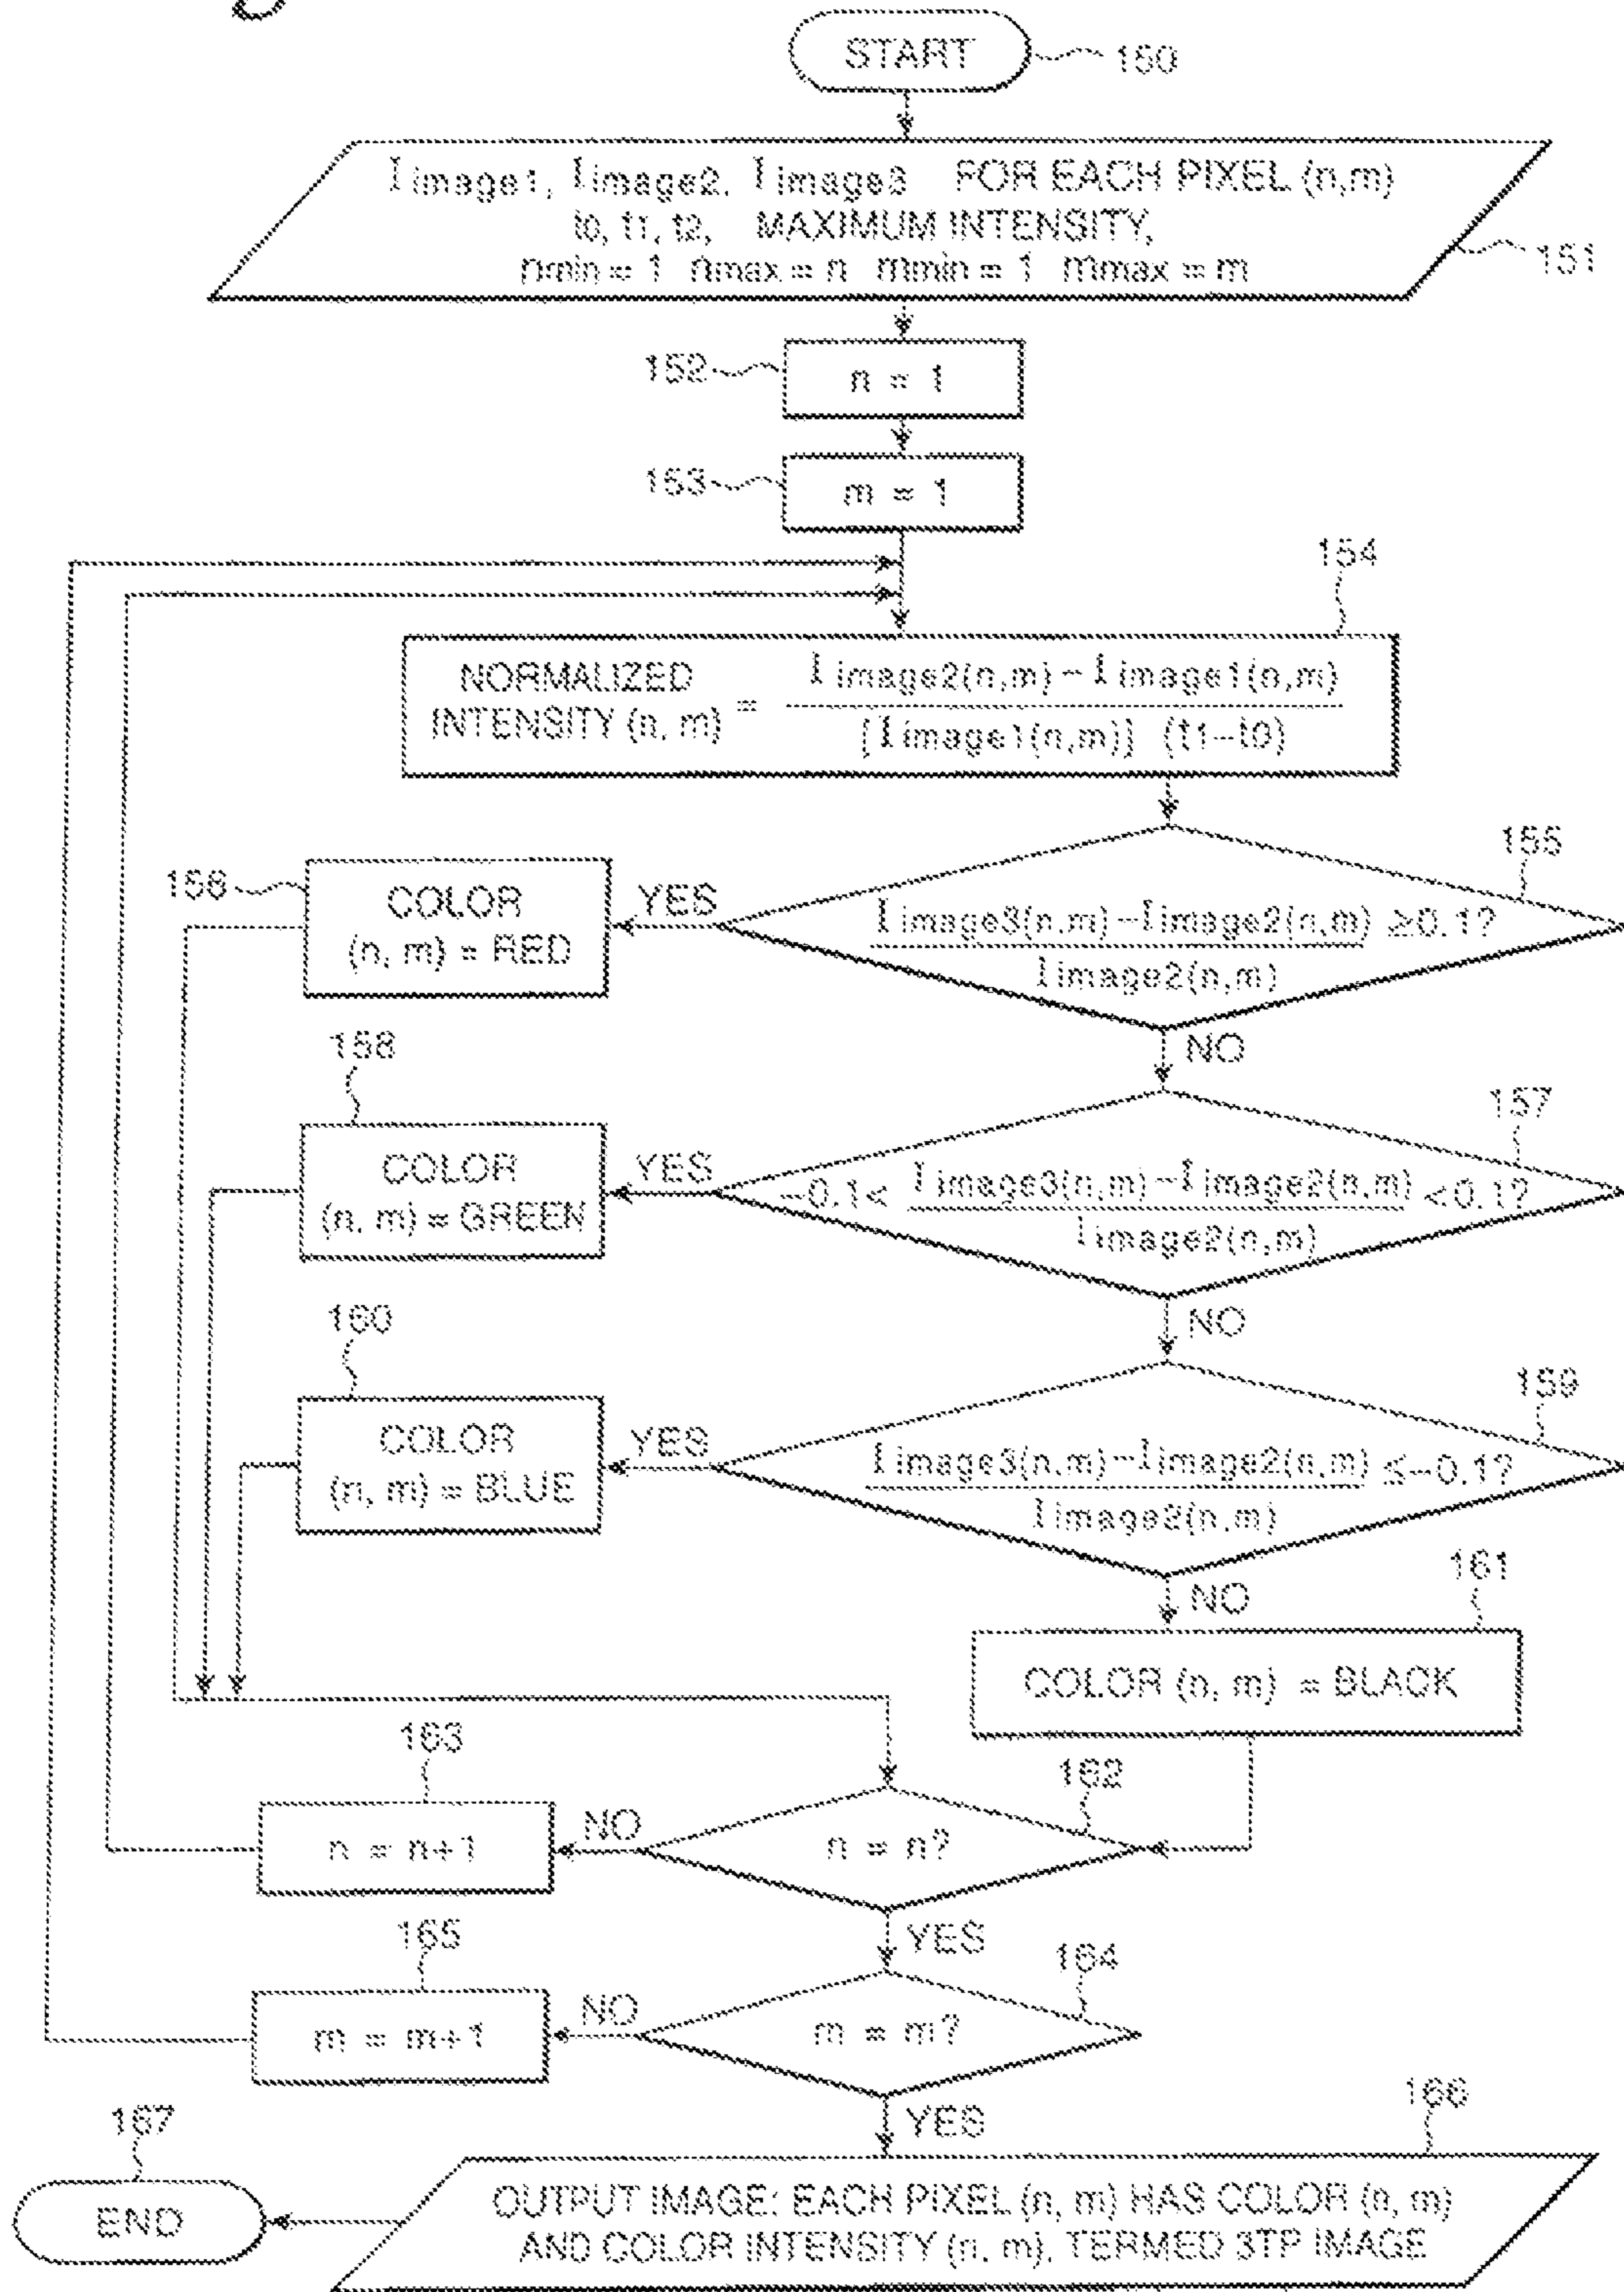 START
150
Iimage1, Iimage2, Iimage3 FOR EACH PIXEL (n,m)
t0, t1, t2, MAXIMUM INTENSITY,
nmin = 1 nmax = n mmin = 1 mmax = m
151
152
n = 1
153
m = 1
154
NORMALIZED
INTENSITY (n, m) =
Iimage2(n,m) - Iimage1(n,m)
[Iimage1(n,m)] (t1-t0)
155
Iimage3(n,m)-Iimage2(n,m) ≥0.1?
Iimage2(n,m)
YES
COLOR
(n, m) = RED
NO
158
COLOR
(n, m) = GREEN
YES
157
-0.1< Iimage3(n,m)-Iimage2(n,m) <0.1?
Iimage2(n,m)
NO
160
COLOR
(n, m) = BLUE
YES
159
Iimage3(n,m)-Iimage2(n,m) ≤-0.1?
Iimage2(n,m)
NO
161
COLOR (n, m) = BLACK
163
n = n+1
NO
162
n = n?
YES
165
m = m+1
NO
164
m = m?
YES
166
OUTPUT IMAGE: EACH PIXEL (n, m) HAS COLOR (n, m)
AND COLOR INTENSITY (n, m), TERMED 3TP IMAGE
167
END